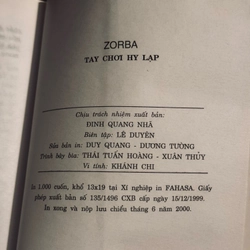 ZORBA
TAY CHƠI HY LẠP
Chịu trách nhiệm xuất bản:
ĐINH QUANG NHÃ
Biên tập: LÊ DUYÊN
Sửa bản in: DUY QUANG - DƯƠNG TƯỜNG
Trình bày bìa: THÁI TUẤN HOÀNG - XUÂN THỦY
Vi tính: KHÁNH CHI
In 1.000 cuốn, khổ 13x19 tại Xí nghiệp in FAHASA. Giấy
phép xuất bản số 135/1496 CXB cấp ngày 15/12/1999.
In xong và nộp lưu chiểu tháng 6 năm 2000.